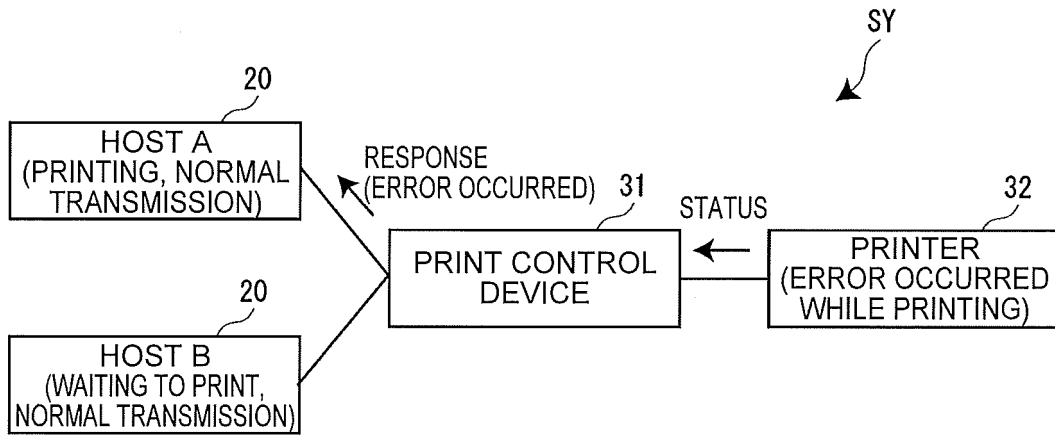 SY
20
HOST A
(PRINTING, NORMAL
TRANSMISSION)
RESPONSE
(ERROR OCCURRED)
31
PRINT CONTROL
DEVICE
STATUS
32
PRINTER
(ERROR OCCURRED
WHILE PRINTING)
20
HOST B
(WAITING TO PRINT,
NORMAL TRANSMISSION)